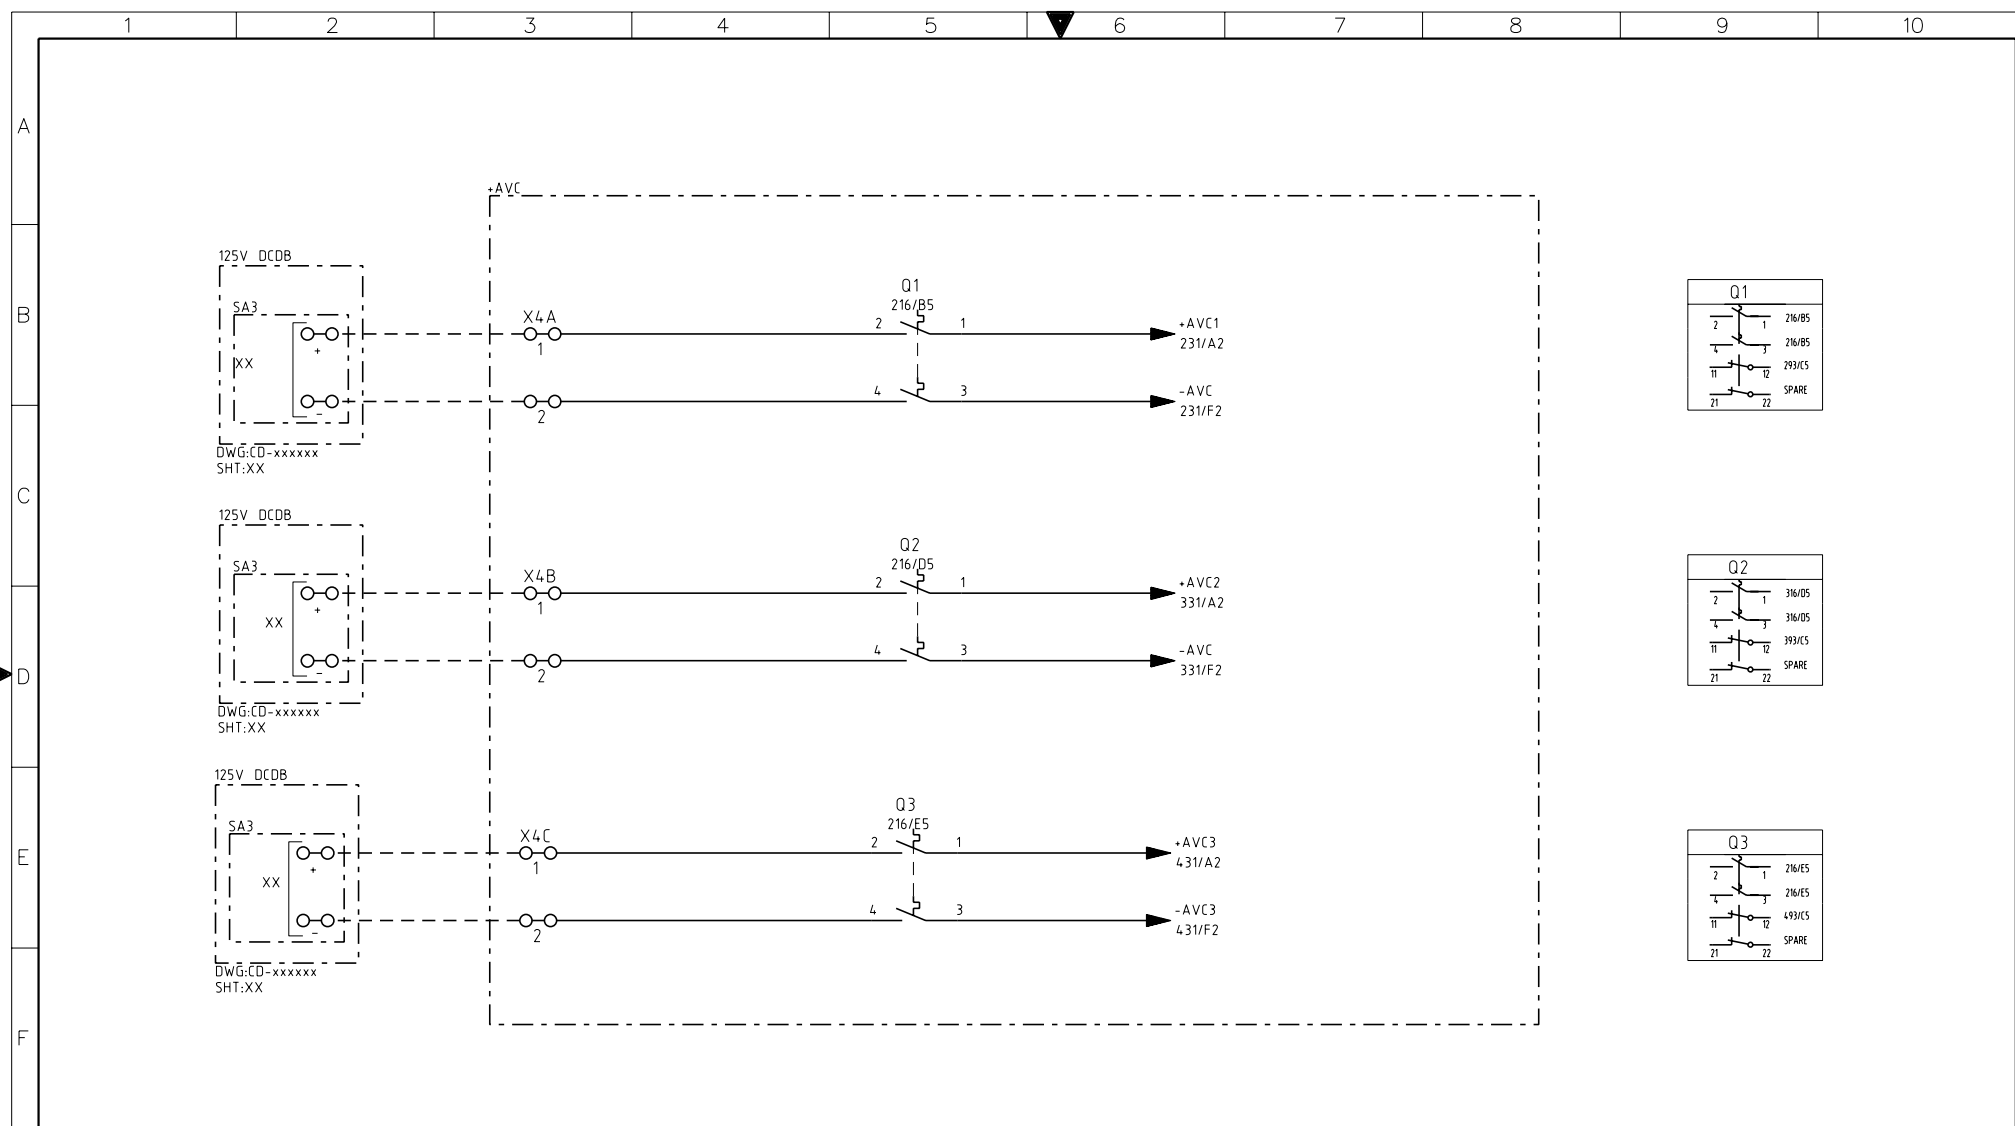 1 2 3 4 5 6 7 8 9 10
A
+AVC
125V DCDB
SA3
+
XX
-
DWG:CD-xxxxxx
SHT:XX
B
X4A
1
2
Q1
216/B5
2 1
4 3
+AVC1
231/A2
-AVC
231/F2
Q1
2 1 216/B5
4 3 216/B5
11 12 293/C5
21 22 SPARE
C
125V DCDB
SA3
+
XX
-
DWG:CD-xxxxxx
SHT:XX
X4B
1
2
Q2
216/D5
2 1
4 3
+AVC2
331/A2
-AVC
331/F2
Q2
2 1 316/D5
4 3 316/D5
11 12 393/C5
21 22 SPARE
D
125V DCDB
SA3
+
XX
-
DWG:CD-xxxxxx
SHT:XX
E
X4C
1
2
Q3
216/E5
2 1
4 3
+AVC3
431/A2
-AVC3
431/F2
Q3
2 1 216/E5
4 3 216/E5
11 12 493/C5
21 22 SPARE
F